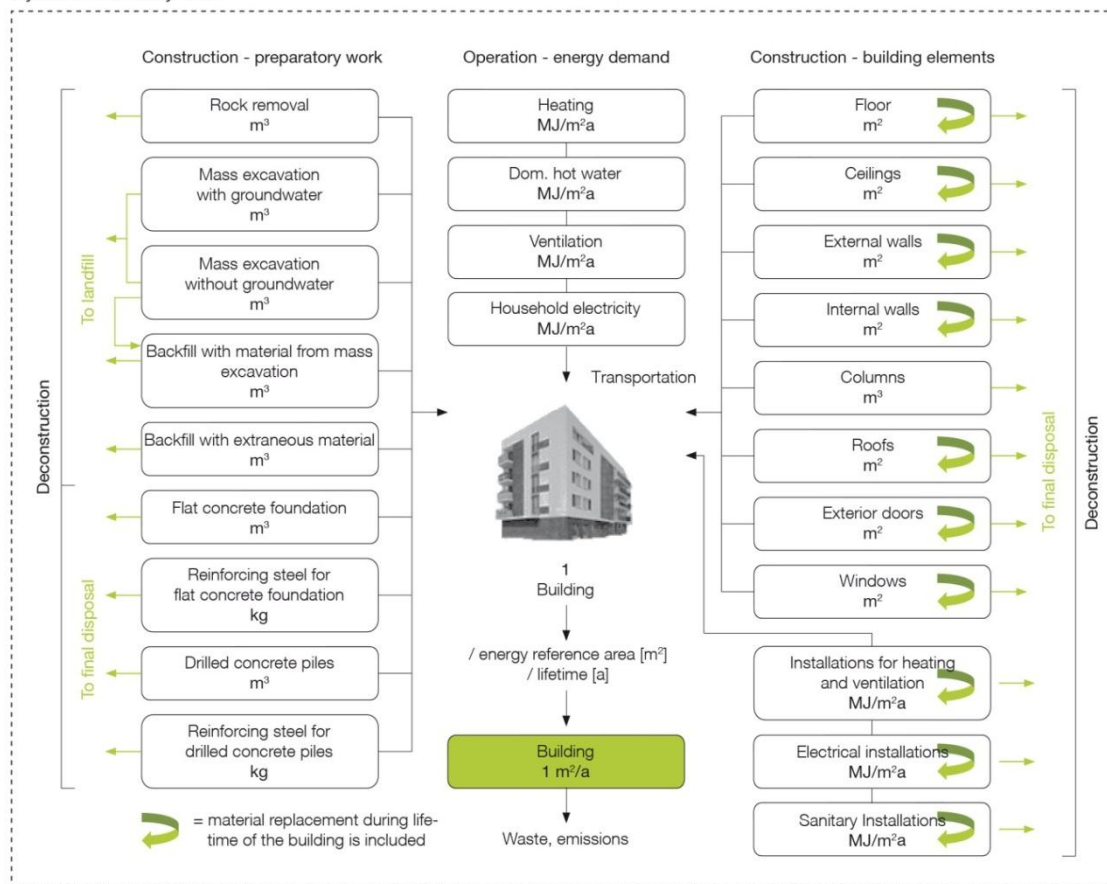 Construction - preparatory work
Operation - energy demand
Construction - building elements
Deconstruction
To landfill
To final disposal
Rock removal
m³
Mass excavation
with groundwater
m³
Mass excavation
without groundwater
m³
Backfill with material from mass
excavation
m³
Backfill with extraneous material
m³
Flat concrete foundation
m³
Reinforcing steel for
flat concrete foundation
kg
Drilled concrete piles
m³
Reinforcing steel for
drilled concrete piles
kg
= material replacement during life-
time of the building is included
Heating
MJ/m²a
Dom. hot water
MJ/m²a
Ventilation
MJ/m²a
Household electricity
MJ/m²a
Transportation
1
Building
/ energy reference area [m²]
/ lifetime [a]
Building
1 m²/a
Waste, emissions
Floor
m²
Ceilings
m²
External walls
m²
Internal walls
m²
Columns
m³
Roofs
m²
Exterior doors
m²
Windows
m²
Installations for heating
and ventilation
MJ/m²a
Electrical installations
MJ/m²a
Sanitary Installations
MJ/m²a
To final disposal
Deconstruction